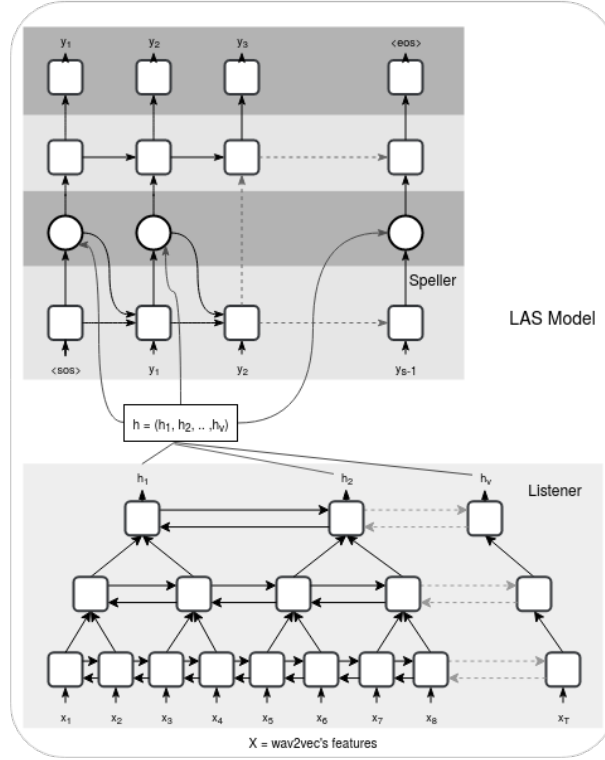 y₁ y₂ y₃ <eos>
Speller
LAS Model
<sos> y₁ y₂ yₛ₋₁
h = (h₁, h₂, .. ,hᵥ)
h₁ h₂ hᵥ
Listener
x₁ x₂ x₃ x₄ x₅ x₆ x₇ x₈ x_T
X = wav2vec's features